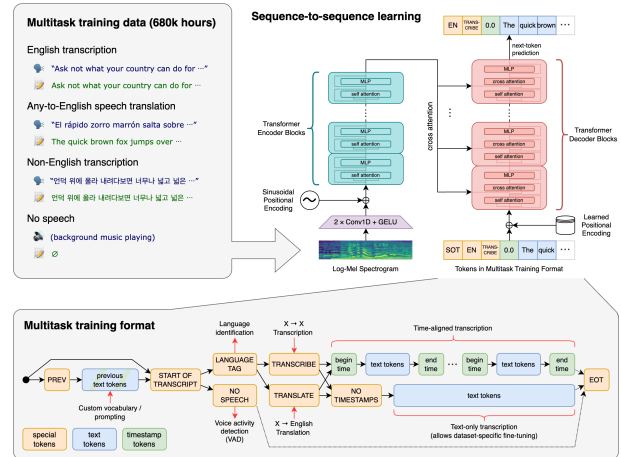 Multitask training data (680k hours)
English transcription
"Ask not what your country can do for ⋯"
Ask not what your country can do for ⋯
Any-to-English speech translation
"El rápido zorro marrón salta sobre ⋯"
The quick brown fox jumps over ⋯
Non-English transcription
"언덕 위에 올라 내려다보면 너무나 넓고 넓은 ⋯"
언덕 위에 올라 내려다보면 너무나 넓고 넓은 ⋯
No speech
(background music playing)
∅
Sequence-to-sequence learning
EN TRANS-CRIBE 0.0 The quick brown ⋯
next-token
prediction
MLP
self attention
⋮
MLP
self attention
MLP
self attention
Transformer
Encoder Blocks
cross attention
MLP
cross attention
self attention
⋮
MLP
cross attention
self attention
MLP
cross attention
self attention
Transformer
Decoder Blocks
Sinusoidal
Positional
Encoding
2 × Conv1D + GELU
Log-Mel Spectrogram
Learned
Positional
Encoding
SOT EN TRANS-CRIBE 0.0 The quick ⋯
Tokens in Multitask Training Format
Multitask training format
Language
identification
X → X
Transcription
Time-aligned transcription
PREV
previous
text tokens
START OF
TRANSCRIPT
LANGUAGE
TAG
NO
SPEECH
TRANSCRIBE
TRANSLATE
begin
time
text tokens
end
time
⋯
begin
time
text tokens
end
time
NO
TIMESTAMPS
text tokens
EOT
Custom vocabulary /
prompting
Voice activity
detection
(VAD)
X → English
Translation
Text-only transcription
(allows dataset-specific fine-tuning)
special
tokens
text
tokens
timestamp
tokens